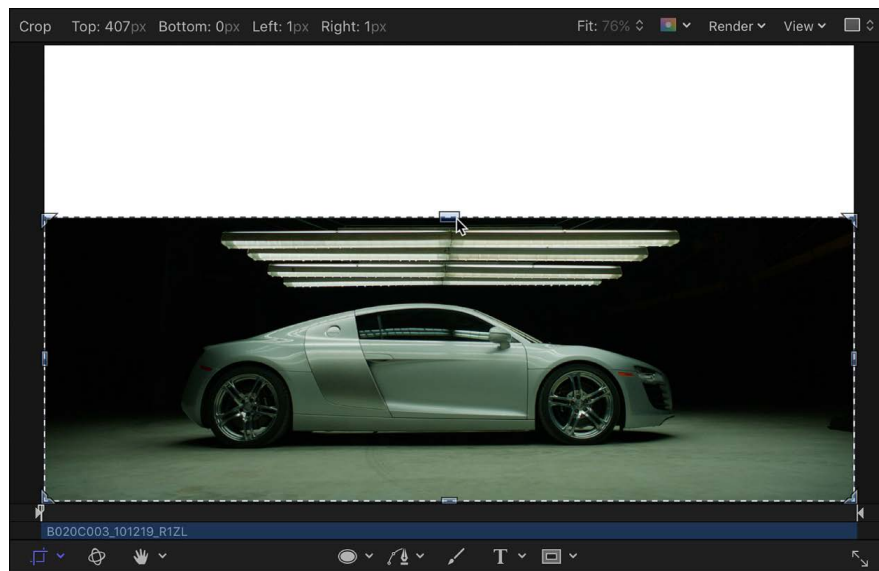 Crop Top: 407px Bottom: 0px Left: 1px Right: 1px Fit: 76% Render View
B020C003_101219_R1ZL
T